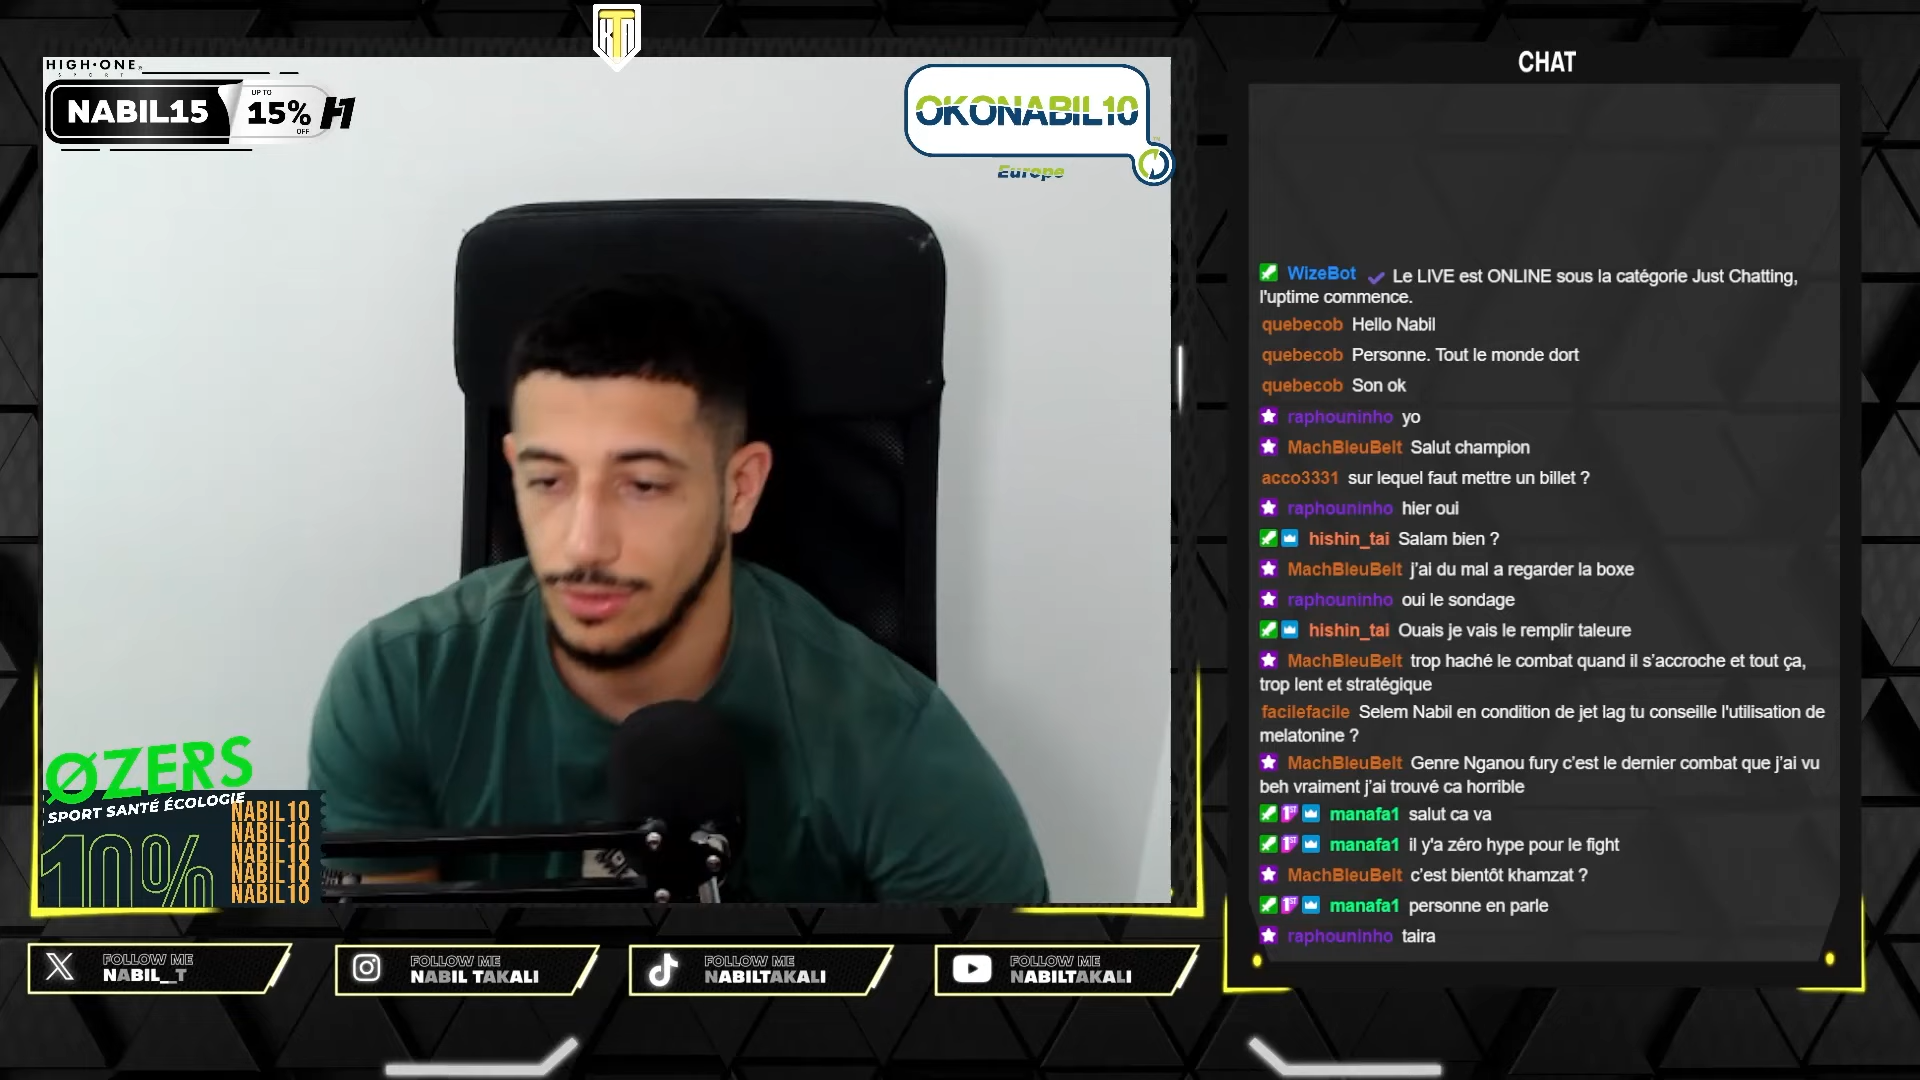 HIGH·ONE
SPORT
NABIL15
UP TO
15%
OFF
H1
KTN
OKONABIL10
Europe
ØZERS
SPORT SANTÉ ÉCOLOGIE
10%
NABIL10
NABIL10
NABIL10
NABIL10
NABIL10
FOLLOW ME
NABIL__T
FOLLOW ME
NABIL TAKALI
FOLLOW ME
NABILTAKALI
FOLLOW ME
NABILTAKALI
CHAT
WizeBot Le LIVE est ONLINE sous la catégorie Just Chatting,
l'uptime commence.
quebecob Hello Nabil
quebecob Personne. Tout le monde dort
quebecob Son ok
raphouninho yo
MachBleuBelt Salut champion
acco3331 sur lequel faut mettre un billet ?
raphouninho hier oui
hishin_tai Salam bien ?
MachBleuBelt j'ai du mal a regarder la boxe
raphouninho oui le sondage
hishin_tai Ouais je vais le remplir taleure
MachBleuBelt trop haché le combat quand il s'accroche et tout ça,
trop lent et stratégique
facilefacile Selem Nabil en condition de jet lag tu conseille l'utilisation de
melatonine ?
MachBleuBelt Genre Nganou fury c'est le dernier combat que j'ai vu
beh vraiment j'ai trouvé ca horrible
1ST manafa1 salut ca va
1ST manafa1 il y'a zéro hype pour le fight
MachBleuBelt c'est bientôt khamzat ?
1ST manafa1 personne en parle
raphouninho taira